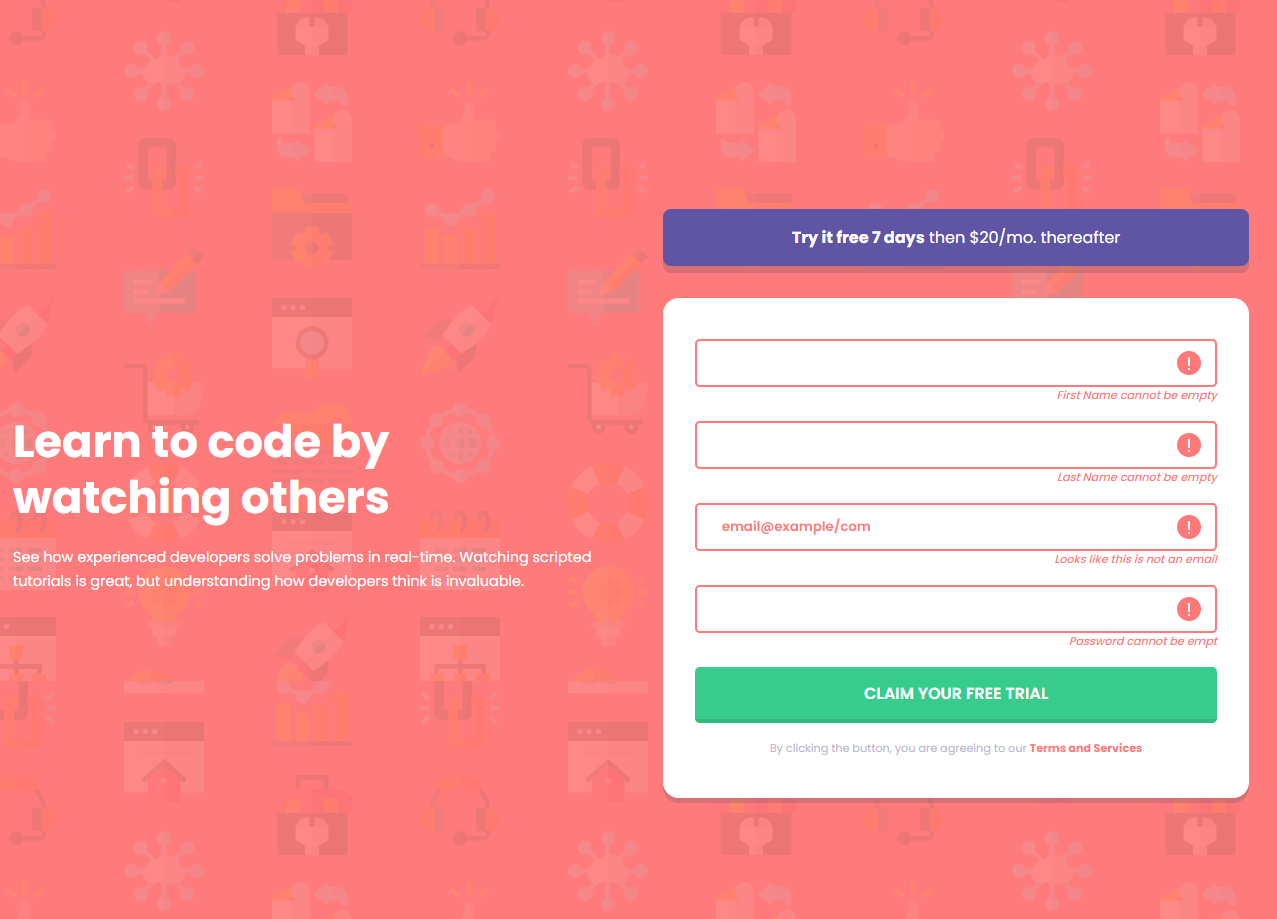 Learn to code by
watching others
See how experienced developers solve problems in real-time. Watching scripted
tutorials is great, but understanding how developers think is invaluable.
Try it free 7 days then $20/mo. thereafter
First Name cannot be empty
Last Name cannot be empty
email@example/com
Looks like this is not an email
Password cannot be empt
CLAIM YOUR FREE TRIAL
By clicking the button, you are agreeing to our Terms and Services